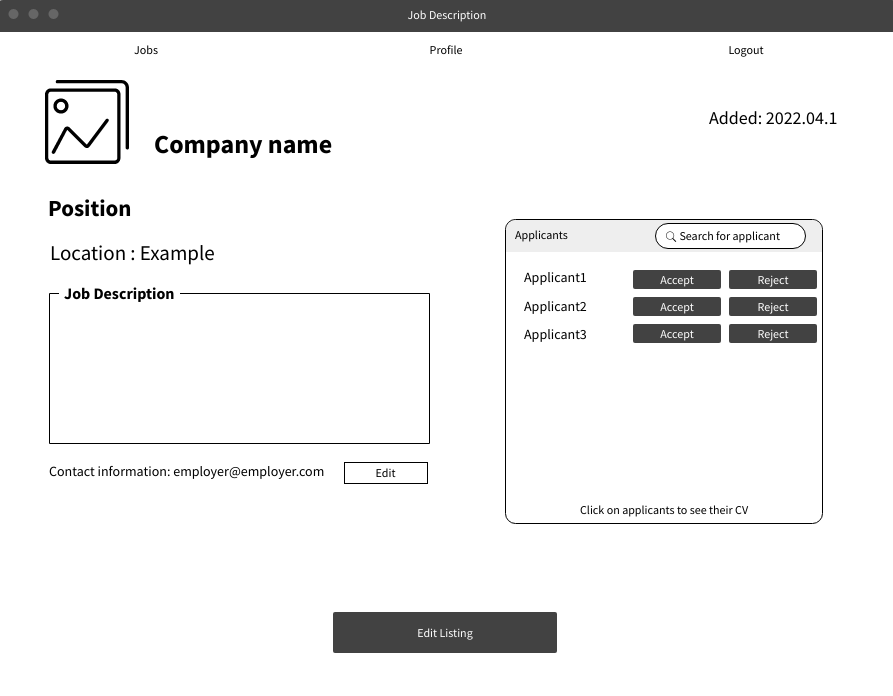 Job Description
Jobs Profile Logout
Added: 2022.04.1
Company name
Position
Location : Example
Job Description
Contact information: employer@employer.com Edit
Applicants Search for applicant
Applicant1 Accept Reject
Applicant2 Accept Reject
Applicant3 Accept Reject
Click on applicants to see their CV
Edit Listing